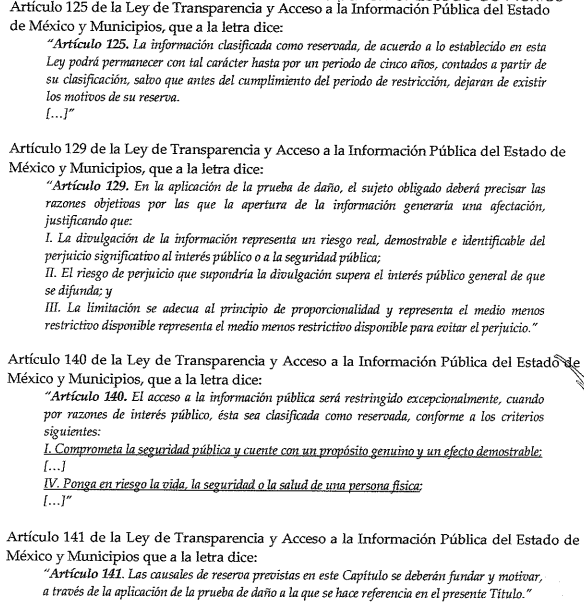 Artículo 125 de la Ley de Transparencia y Acceso a la Información Pública del Estado
de México y Municipios, que a la letra dice:
“Artículo 125. La información clasificada como reservada, de acuerdo a lo establecido en esta
Ley podrá permanecer con tal carácter hasta por un periodo de cinco años, contados a partir de
su clasificación, salvo que antes del cumplimiento del periodo de restricción, dejaran de existir
los motivos de su reserva.
[…]”
Artículo 129 de la Ley de Transparencia y Acceso a la Información Pública del Estado de
México y Municipios, que a la letra dice:
“Artículo 129. En la aplicación de la prueba de daño, el sujeto obligado deberá precisar las
razones objetivas por las que la apertura de la información generaría una afectación,
justificando que:
I. La divulgación de la información representa un riesgo real, demostrable e identificable del
perjuicio significativo al interés público o a la seguridad pública;
II. El riesgo de perjuicio que supondría la divulgación supera el interés público general de que
se difunda; y
III. La limitación se adecua al principio de proporcionalidad y representa el medio menos
restrictivo disponible representa el medio menos restrictivo disponible para evitar el perjuicio.”
Artículo 140 de la Ley de Transparencia y Acceso a la Información Pública del Estado de
México y Municipios, que a la letra dice:
“Artículo 140. El acceso a la información pública será restringido excepcionalmente, cuando
por razones de interés público, ésta sea clasificada como reservada, conforme a los criterios
siguientes:
I. Comprometa la seguridad pública y cuente con un propósito genuino y un efecto demostrable;
[…]
IV. Ponga en riesgo la vida, la seguridad o la salud de una persona física;
[…]”
Artículo 141 de la Ley de Transparencia y Acceso a la Información Pública del Estado de
México y Municipios que a la letra dice:
“Artículo 141. Las causales de reserva previstas en este Capítulo se deberán fundar y motivar,
a través de la aplicación de la prueba de daño a la que se hace referencia en el presente Título.”